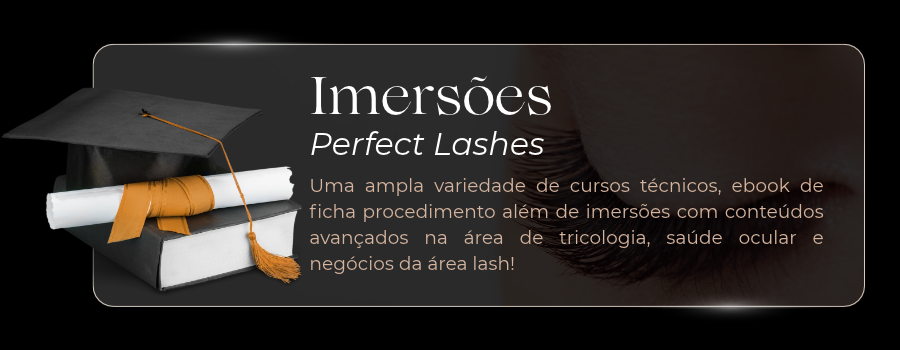 Imersões
Perfect Lashes
Uma ampla variedade de cursos técnicos, ebook de
ficha procedimento além de imersões com conteúdos
avançados na área de tricologia, saúde ocular e
negócios da área lash!